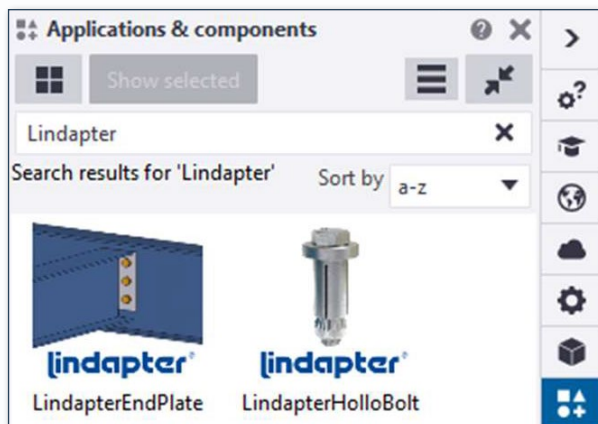 Applications & components
Show selected
Lindapter
Search results for 'Lindapter'
Sort by
a-z
lindapter®
LindapterEndPlate
lindapter®
LindapterHolloBolt